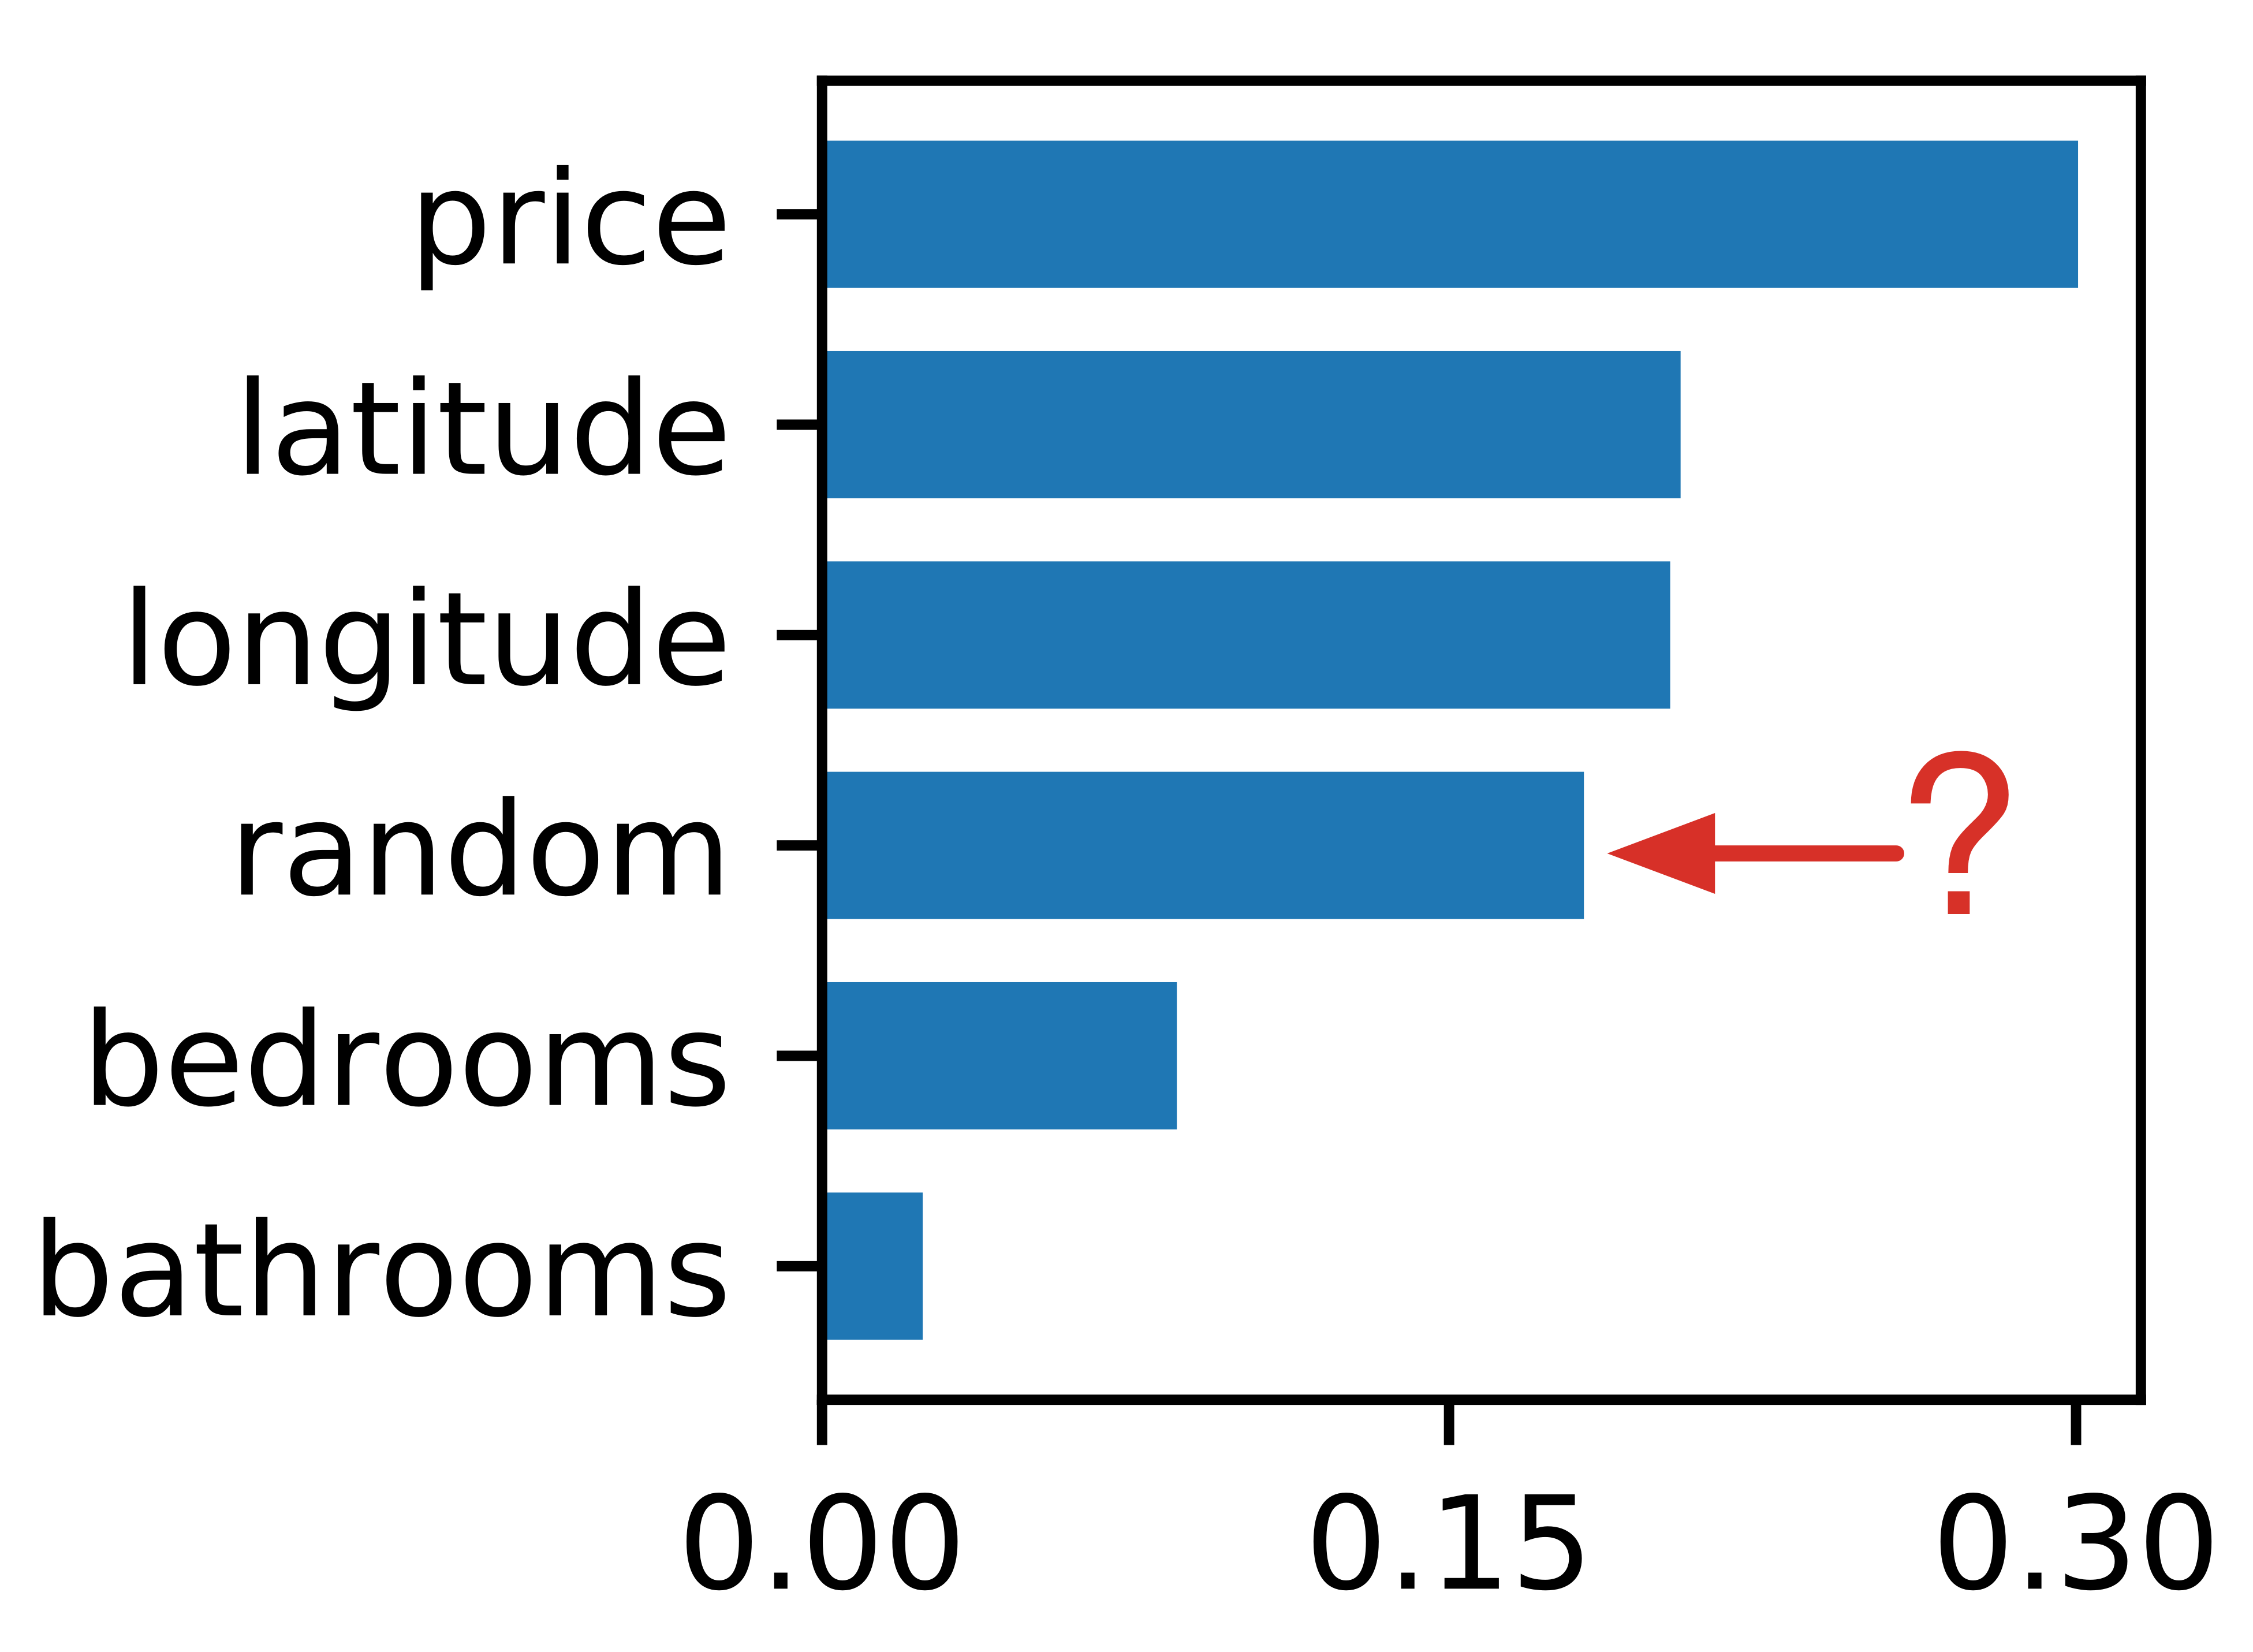 price
latitude
longitude
random
?
bedrooms
bathrooms
0.00 0.15 0.30